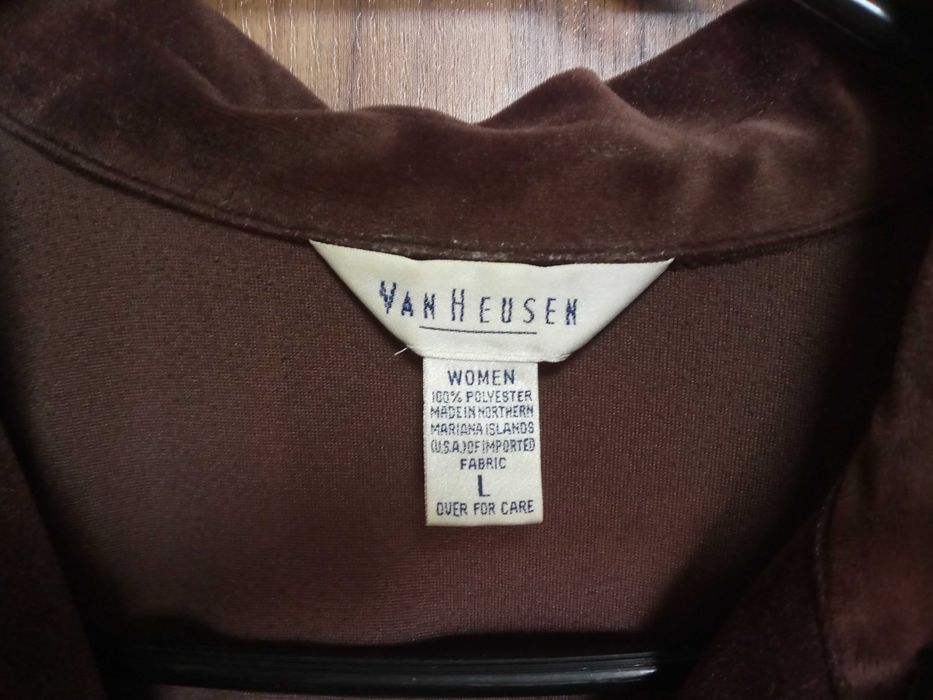 VAN HEUSEN
WOMEN
100% POLYESTER
MADE IN NORTHERN
MARIANA ISLANDS
(U.S.A.) OF IMPORTED
FABRIC
L
OVER FOR CARE